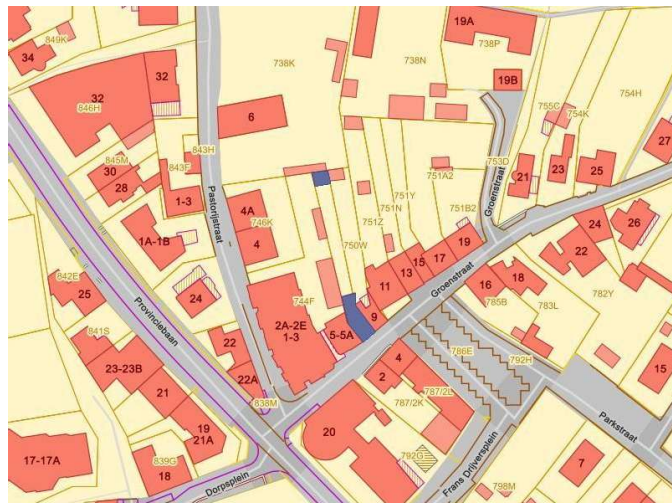 19A
738P
849K
34
738K
738N
19B
754H
32
32
846H
755C
754K
6
843H
27
845M
30
28
843F
753D
751A2
21
23
25
1-3
Pastorijstraat
Groenstraat
751Y
751N
751Z
751B2
4A
746K
4
1A-1B
750W
24
26
22
19
17
15
13
11
Groenstraat
842E
25
Provinciebaan
24
744F
9
16
18
785B
782Y
783L
2A-2E
1-3
5-5A
841S
22
23-23B
22A
4
2
786E
792H
15
21
838M
787/2L
787/2K
19
21A
20
Parkstraat
17-17A
839G
18
Dorpsplein
792G
Frans Drijversplein
7
798M